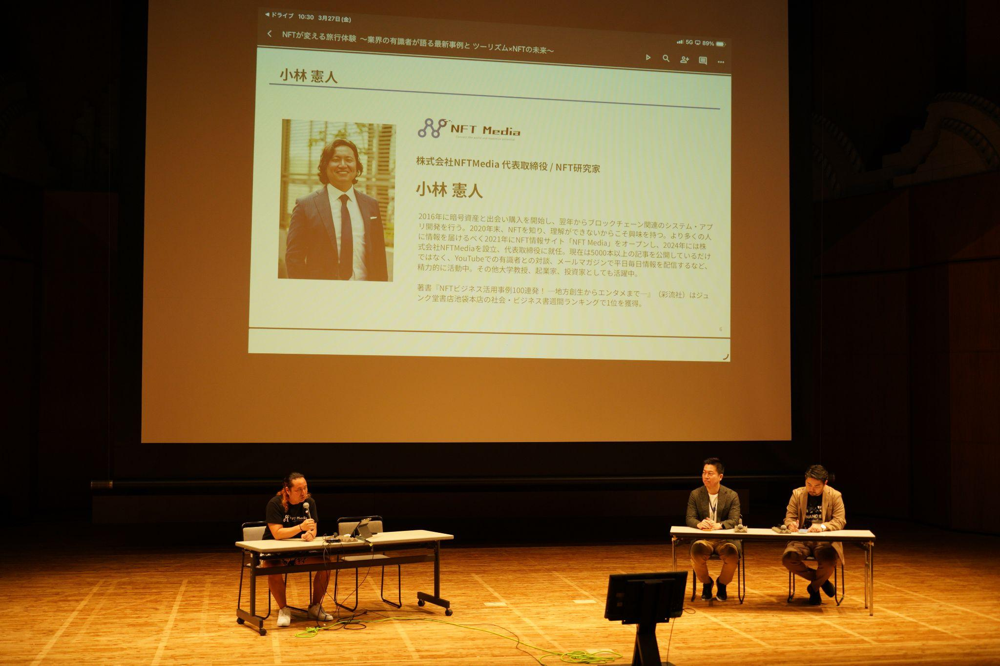 ◀ドライブ 10:30 3月27日(金)
5G 89%
NFTが変える旅行体験 〜業界の有識者が語る最新事例と ツーリズム×NFTの未来〜
小林 憲人
NFT Media
Connect the world and maximize potential
株式会社NFTMedia 代表取締役 / NFT研究家
小林 憲人
2016年に暗号資産と出会い購入を開始し、翌年からブロックチェーン関連のシステム・アプ
リ開発を行う。2020年末、NFTを知り、理解ができないからこそ興味を持つ。より多くの人
に情報を届けるべく2021年にNFT情報サイト「NFT Media」をオープンし、2024年には株
式会社NFTMediaを設立、代表取締役に就任。現在は5000本以上の記事を公開しているだけ
ではなく、YouTubeでの有識者との対談、メールマガジンで平日毎日情報を配信するなど、
精力的に活動中。その他大学教授、起業家、投資家としても活躍中。
著書『NFTビジネス活用事例100連発！ ―地方創生からエンタメまで―』（彩流社）はジュ
ンク堂書店池袋本店の社会・ビジネス書週間ランキングで1位を獲得。
6
NFT Media